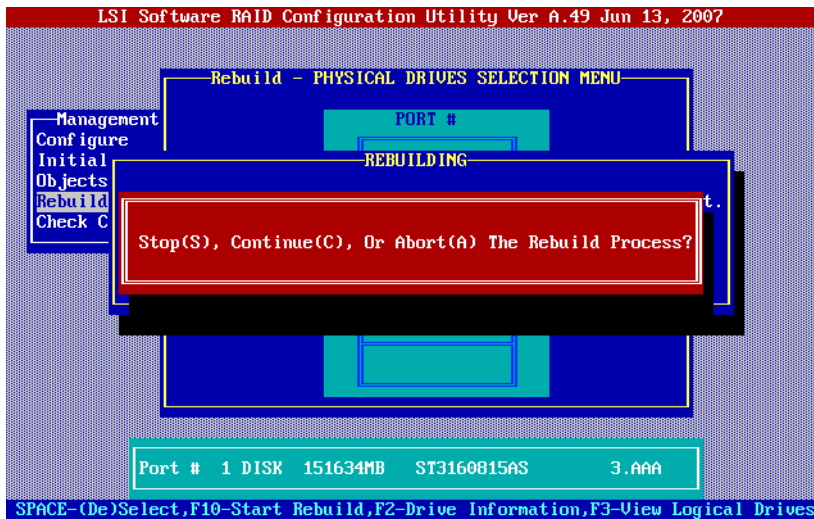 LSI Software RAID Configuration Utility Ver A.49 Jun 13, 2007
Rebuild - PHYSICAL DRIVES SELECTION MENU
Management
PORT #
Configure
Initial
REBUILDING
Objects
Rebuild
t.
Check C
Stop(S), Continue(C), Or Abort(A) The Rebuild Process?
Port # 1 DISK 151634MB ST3160815AS 3.AAA
SPACE-(De)Select,F10-Start Rebuild,F2-Drive Information,F3-View Logical Drives